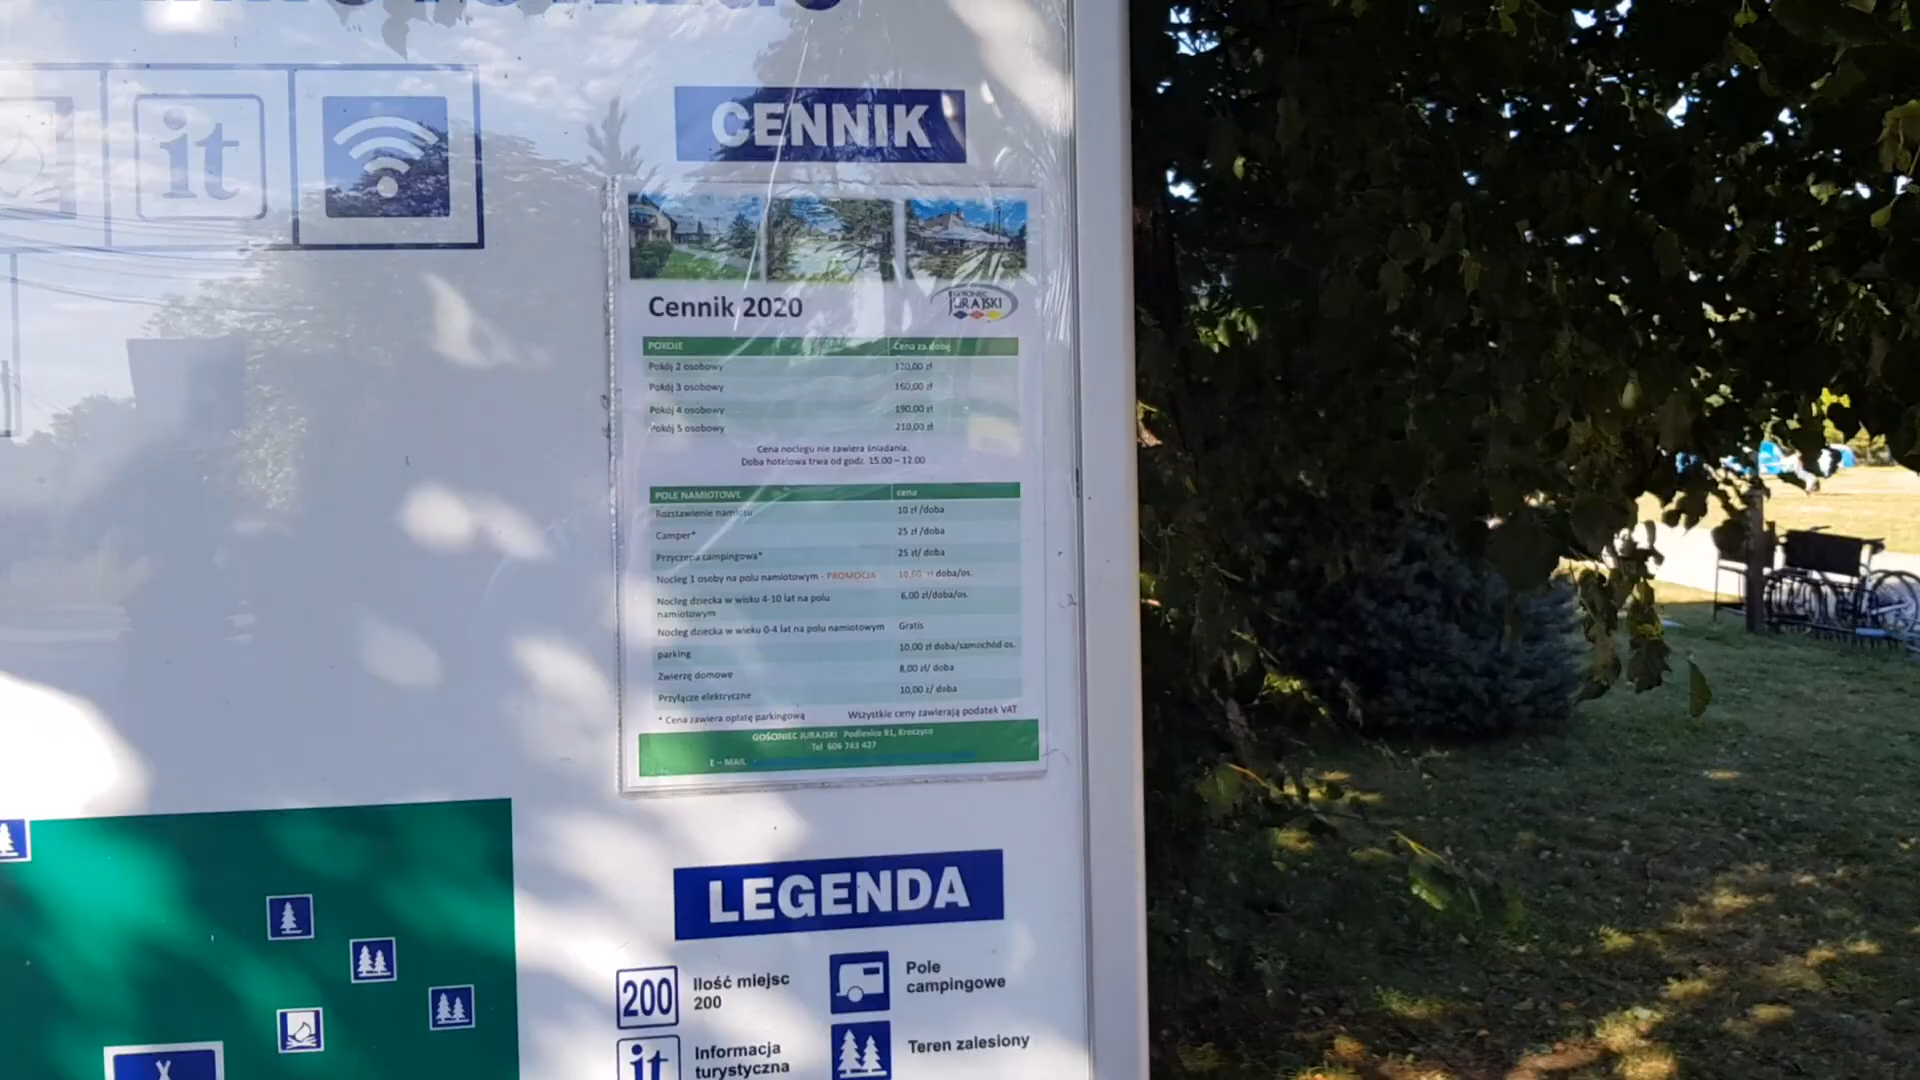 it
CENNIK
Cennik 2020
GOŚCINIEC
JURAJSKI
POKOJE Cena za dobę
Pokój 2 osobowy 120,00 zł
Pokój 3 osobowy 160,00 zł
Pokój 4 osobowy 190,00 zł
Pokój 5 osobowy 210,00 zł
Cena noclegu nie zawiera śniadania.
Doba hotelowa trwa od godz. 15.00 – 12.00
POLE NAMIOTOWE cena
Rozstawienie namiotu 10 zł /doba
Camper* 25 zł /doba
Przyczepa campingowa* 25 zł/ doba
Nocleg 1 osoby na polu namiotowym - PROMOCJA 10,00 zł doba/os.
Nocleg dziecka w wisku 4-10 lat na polu
namiotowym 6,00 zł/doba/os.
Nocleg dziecka w wieku 0-4 lat na polu namiotowym Gratis
parking 10,00 zł doba/samochód os.
Zwierzę domowe 8,00 zł/ doba
Przyłącze elektryczne 10,00 z/ doba
* Cena zawiera opłatę parkingową Wszystkie ceny zawierają podatek VAT
GOŚCINIEC JURAJSKI Podlesice 81, Kroczyce
Tel 606 743 427
E – MAIL
LEGENDA
200 Ilość miejsc
200
Pole
campingowe
it Informacja
turystyczna
Teren zalesiony